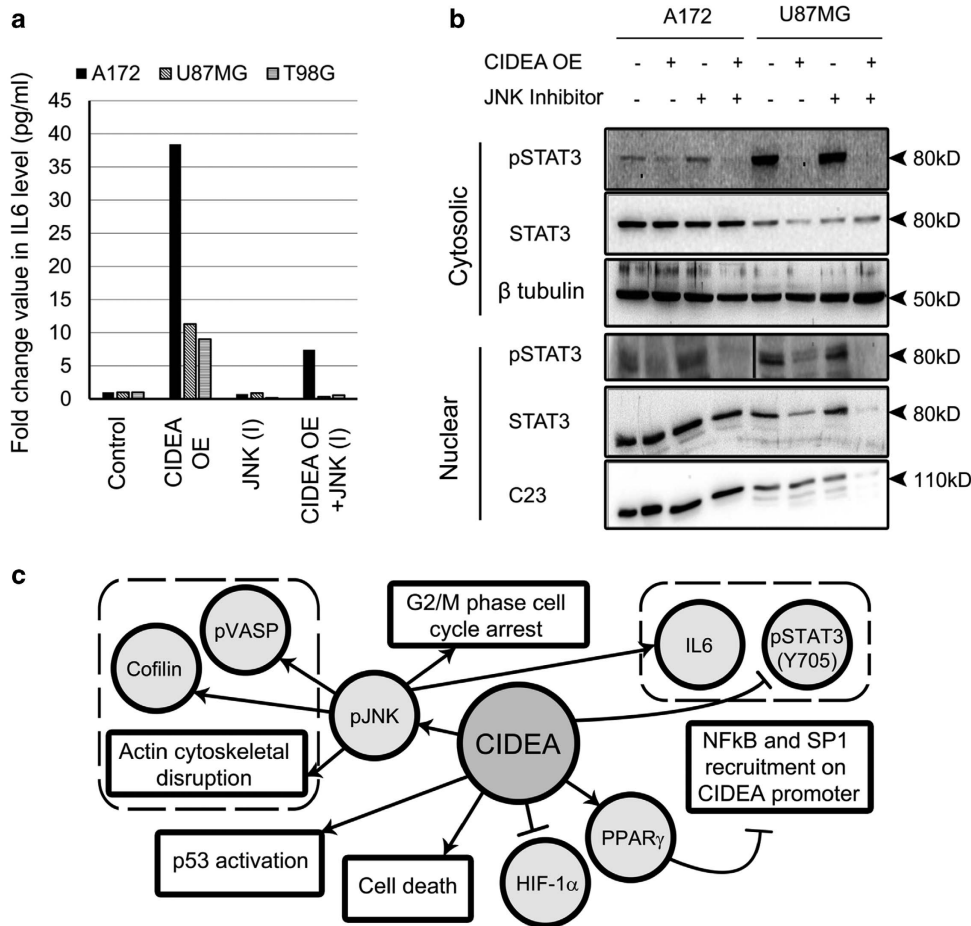 a
A172 U87MG T98G
Fold change value in IL6 level (pg/ml)
45
40
35
30
25
20
15
10
5
0
Control
CIDEA
OE
JNK (I)
CIDEA OE
+JNK (I)
b
A172 U87MG
CIDEA OE - + - + - + - +
JNK Inhibitor - - + + - - + +
Cytosolic
pSTAT3 80kD
STAT3 80kD
β tubulin 50kD
Nuclear
pSTAT3 80kD
STAT3 80kD
C23 110kD
c
pVASP
Cofilin
Actin cytoskeletal
disruption
pJNK
G2/M phase cell
cycle arrest
IL6
pSTAT3
(Y705)
CIDEA
NFkB and SP1
recruitment on
CIDEA promoter
p53 activation
Cell death
HIF-1α
PPARγ